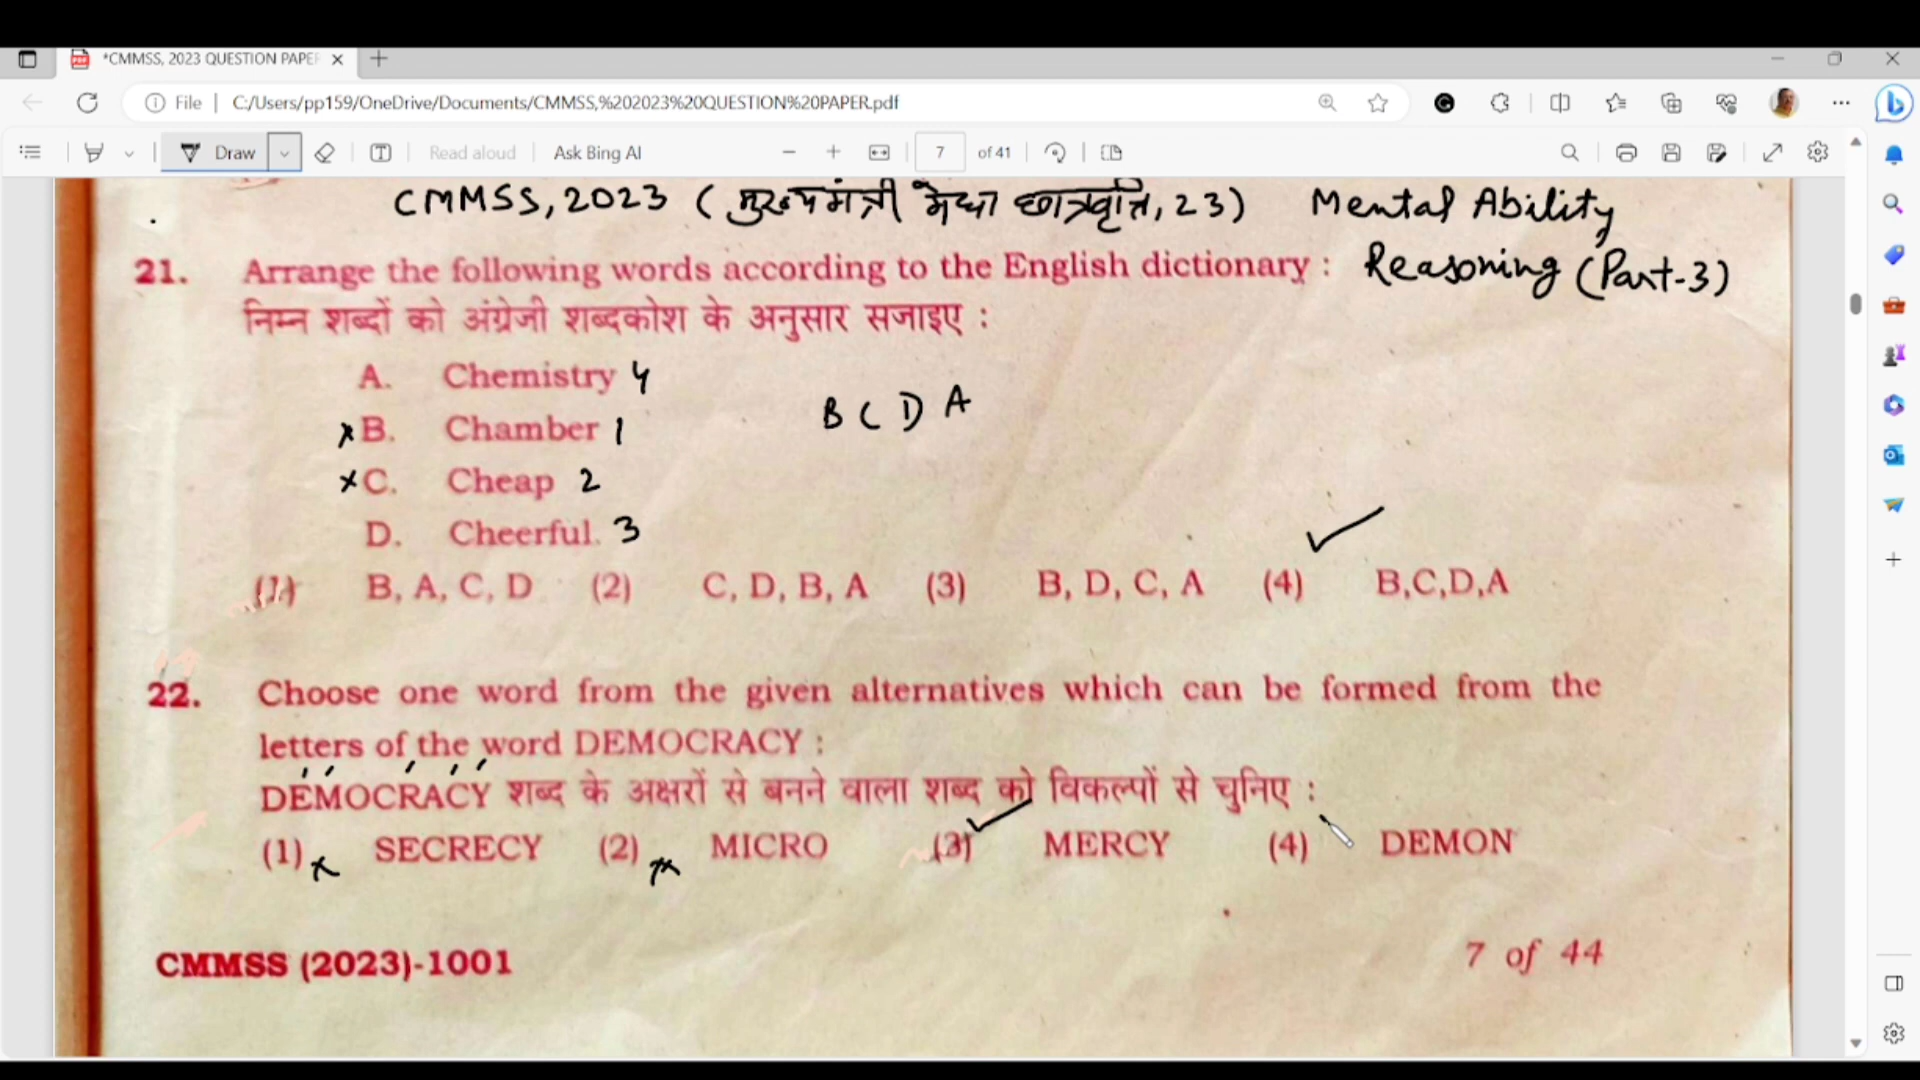 *CMMSS, 2023 QUESTION PAPE
File | C:/Users/pp159/OneDrive/Documents/CMMSS,%202023%20QUESTION%20PAPER.pdf
Draw Read aloud Ask Bing AI 7 of 41
CMMSS, 2023 (मुख्यमंत्री मेधा छात्रवृत्ति, 23) Mental Ability
21. Arrange the following words according to the English dictionary : Reasoning (Part-3)
निम्न शब्दों को अंग्रेजी शब्दकोश के अनुसार सजाइए :
A. Chemistry 4
B C D A
x B. Chamber 1
x C. Cheap 2
D. Cheerful. 3
(1) B, A, C, D (2) C, D, B, A (3) B, D, C, A (4) B,C,D,A
22. Choose one word from the given alternatives which can be formed from the
letters of the word DEMOCRACY :
DEMOCRACY शब्द के अक्षरों से बनने वाला शब्द को विकल्पों से चुनिए :
(1) x SECRECY (2) x MICRO (3) MERCY (4) DEMON
CMMSS (2023)-1001 7 of 44